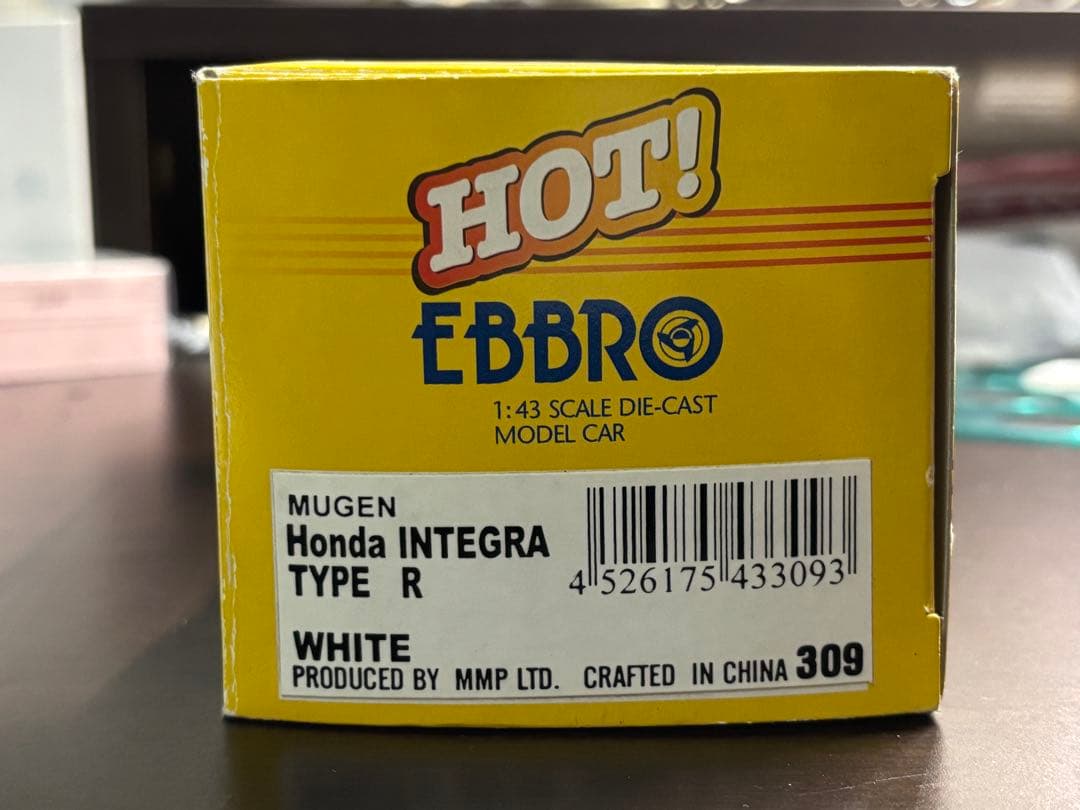 HOT!
EBBRO
1:43 SCALE DIE-CAST
MODEL CAR
MUGEN
Honda INTEGRA
TYPE R
4 526175 433093
WHITE
PRODUCED BY MMP LTD. CRAFTED IN CHINA 309